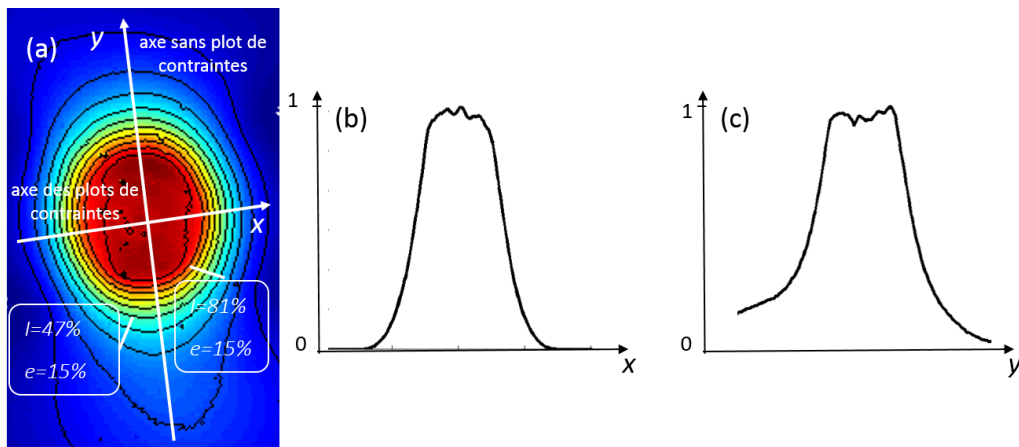 (a)
y
axe sans plot de
contraintes
axe des plots de
contraintes
x
I=47%
e=15%
I=81%
e=15%
1
(b)
0
x
1
(c)
0
y